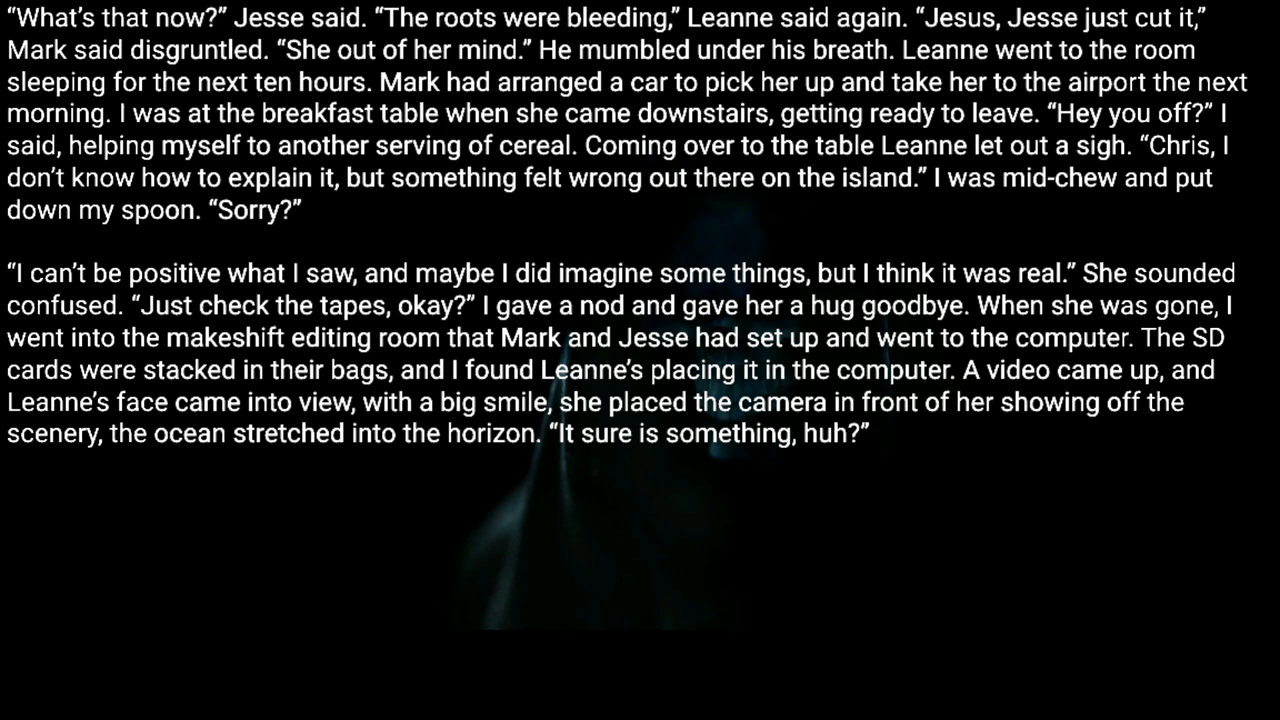 “What’s that now?” Jesse said. “The roots were bleeding,” Leanne said again. “Jesus, Jesse just cut it,”
Mark said disgruntled. “She out of her mind.” He mumbled under his breath. Leanne went to the room
sleeping for the next ten hours. Mark had arranged a car to pick her up and take her to the airport the next
morning. I was at the breakfast table when she came downstairs, getting ready to leave. “Hey you off?” I
said, helping myself to another serving of cereal. Coming over to the table Leanne let out a sigh. “Chris, I
don’t know how to explain it, but something felt wrong out there on the island.” I was mid-chew and put
down my spoon. “Sorry?”
“I can’t be positive what I saw, and maybe I did imagine some things, but I think it was real.” She sounded
confused. “Just check the tapes, okay?” I gave a nod and gave her a hug goodbye. When she was gone, I
went into the makeshift editing room that Mark and Jesse had set up and went to the computer. The SD
cards were stacked in their bags, and I found Leanne’s placing it in the computer. A video came up, and
Leanne’s face came into view, with a big smile, she placed the camera in front of her showing off the
scenery, the ocean stretched into the horizon. “It sure is something, huh?”